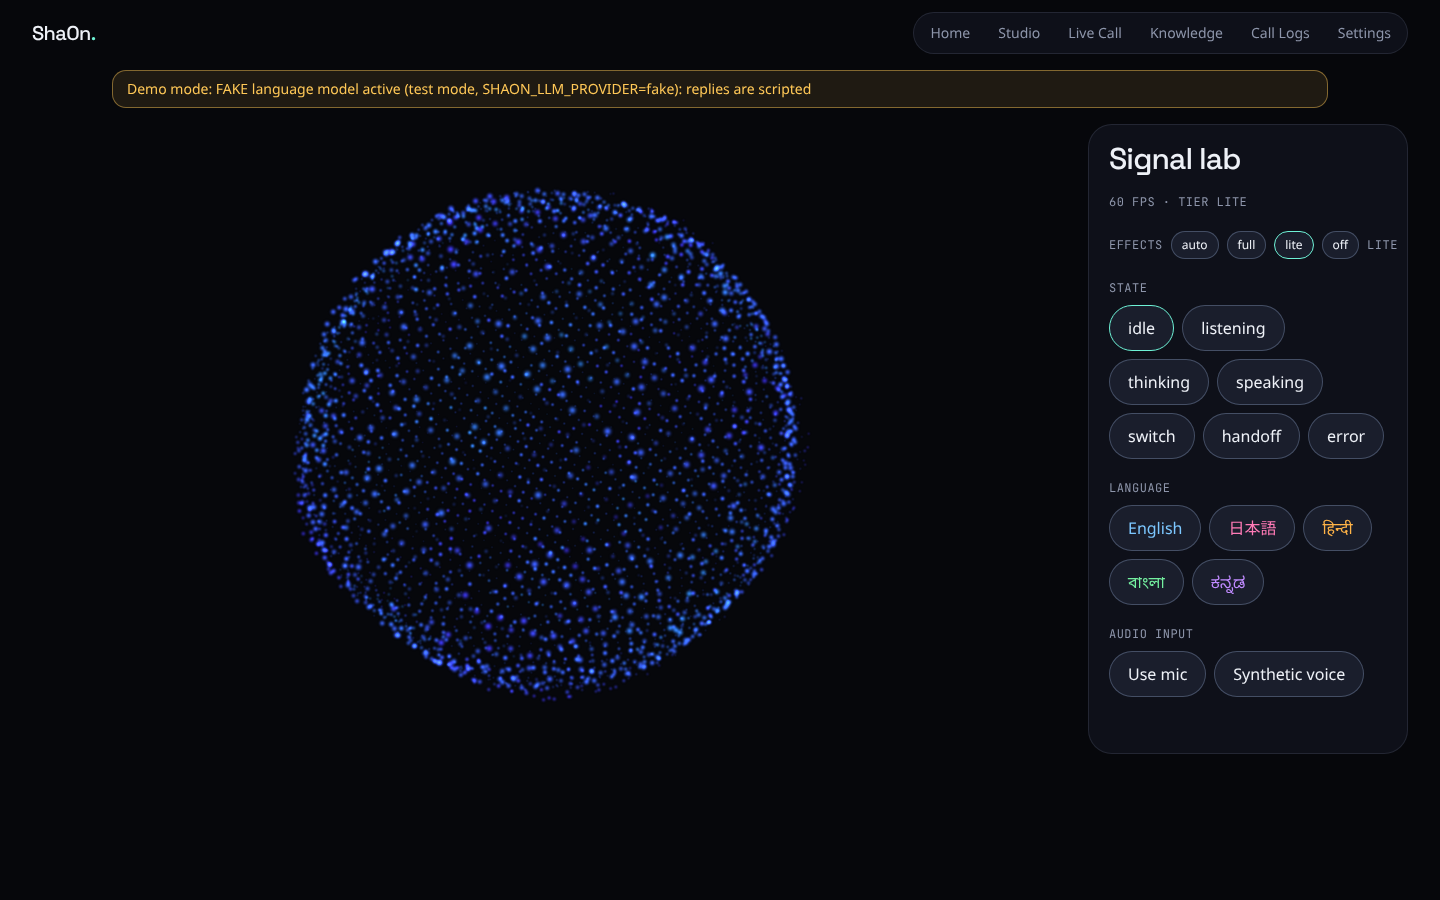 ShaOn.
Home Studio Live Call Knowledge Call Logs Settings
Demo mode: FAKE language model active (test mode, SHAON_LLM_PROVIDER=fake): replies are scripted
Signal lab
60 FPS · TIER LITE
EFFECTS auto full lite off LITE
STATE
idle listening
thinking speaking
switch handoff error
LANGUAGE
English 日本語 हिन्दी
বাংলা ಕನ್ನಡ
AUDIO INPUT
Use mic Synthetic voice